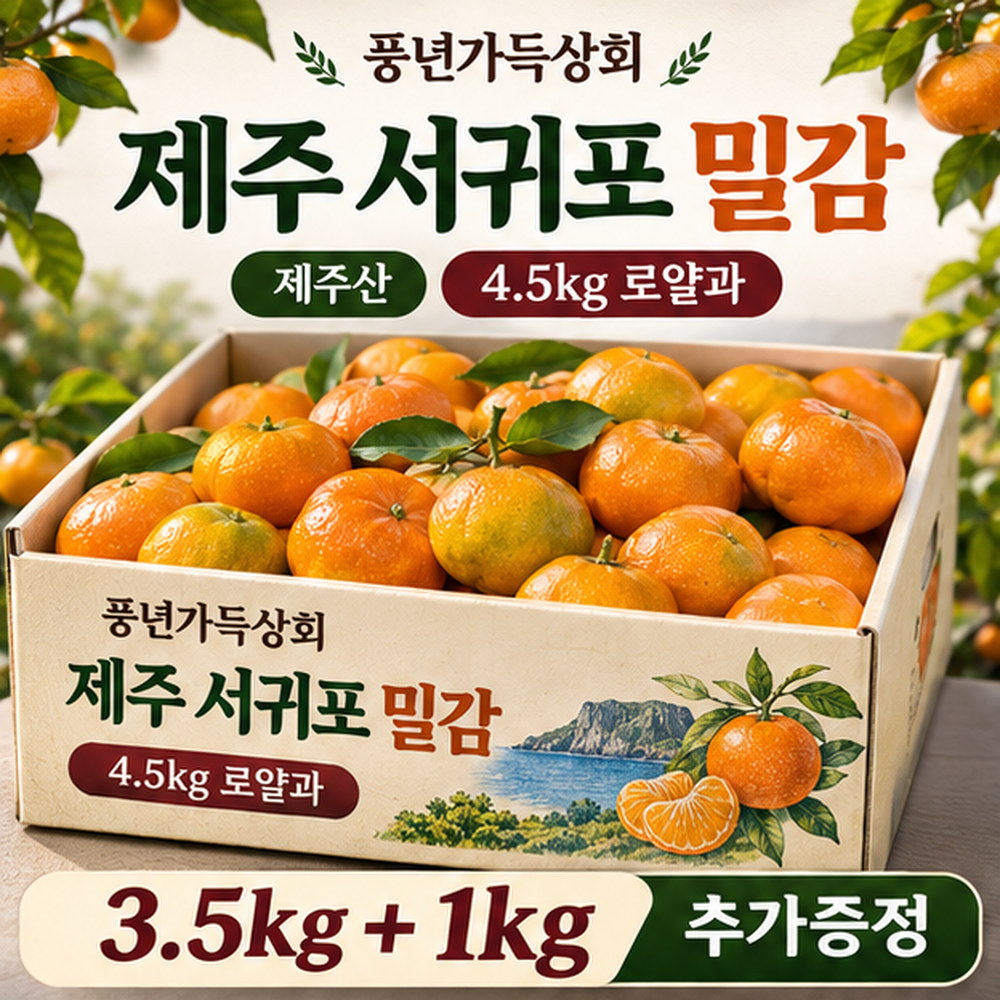 풍년가득상회
제주 서귀포 밀감
제주산 4.5kg 로얄과
풍년가득상회
제주 서귀포 밀감
4.5kg 로얄과
3.5kg + 1kg 추가증정